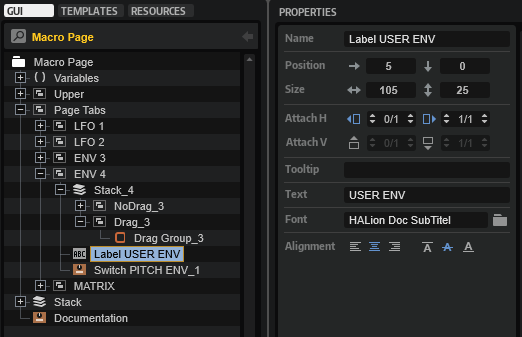 GUI TEMPLATES RESOURCES
Macro Page
Macro Page
( ) Variables
Upper
Page Tabs
LFO 1
LFO 2
ENV 3
ENV 4
Stack_4
NoDrag_3
Drag_3
Drag Group_3
ABC Label USER ENV
Switch PITCH ENV_1
MATRIX
Stack
Documentation
PROPERTIES
Name Label USER ENV
Position 5 0
Size 105 25
Attach H 0/1 1/1
Attach V 0/1 1/1
Tooltip
Text USER ENV
Font HALion Doc SubTitel
Alignment A A A